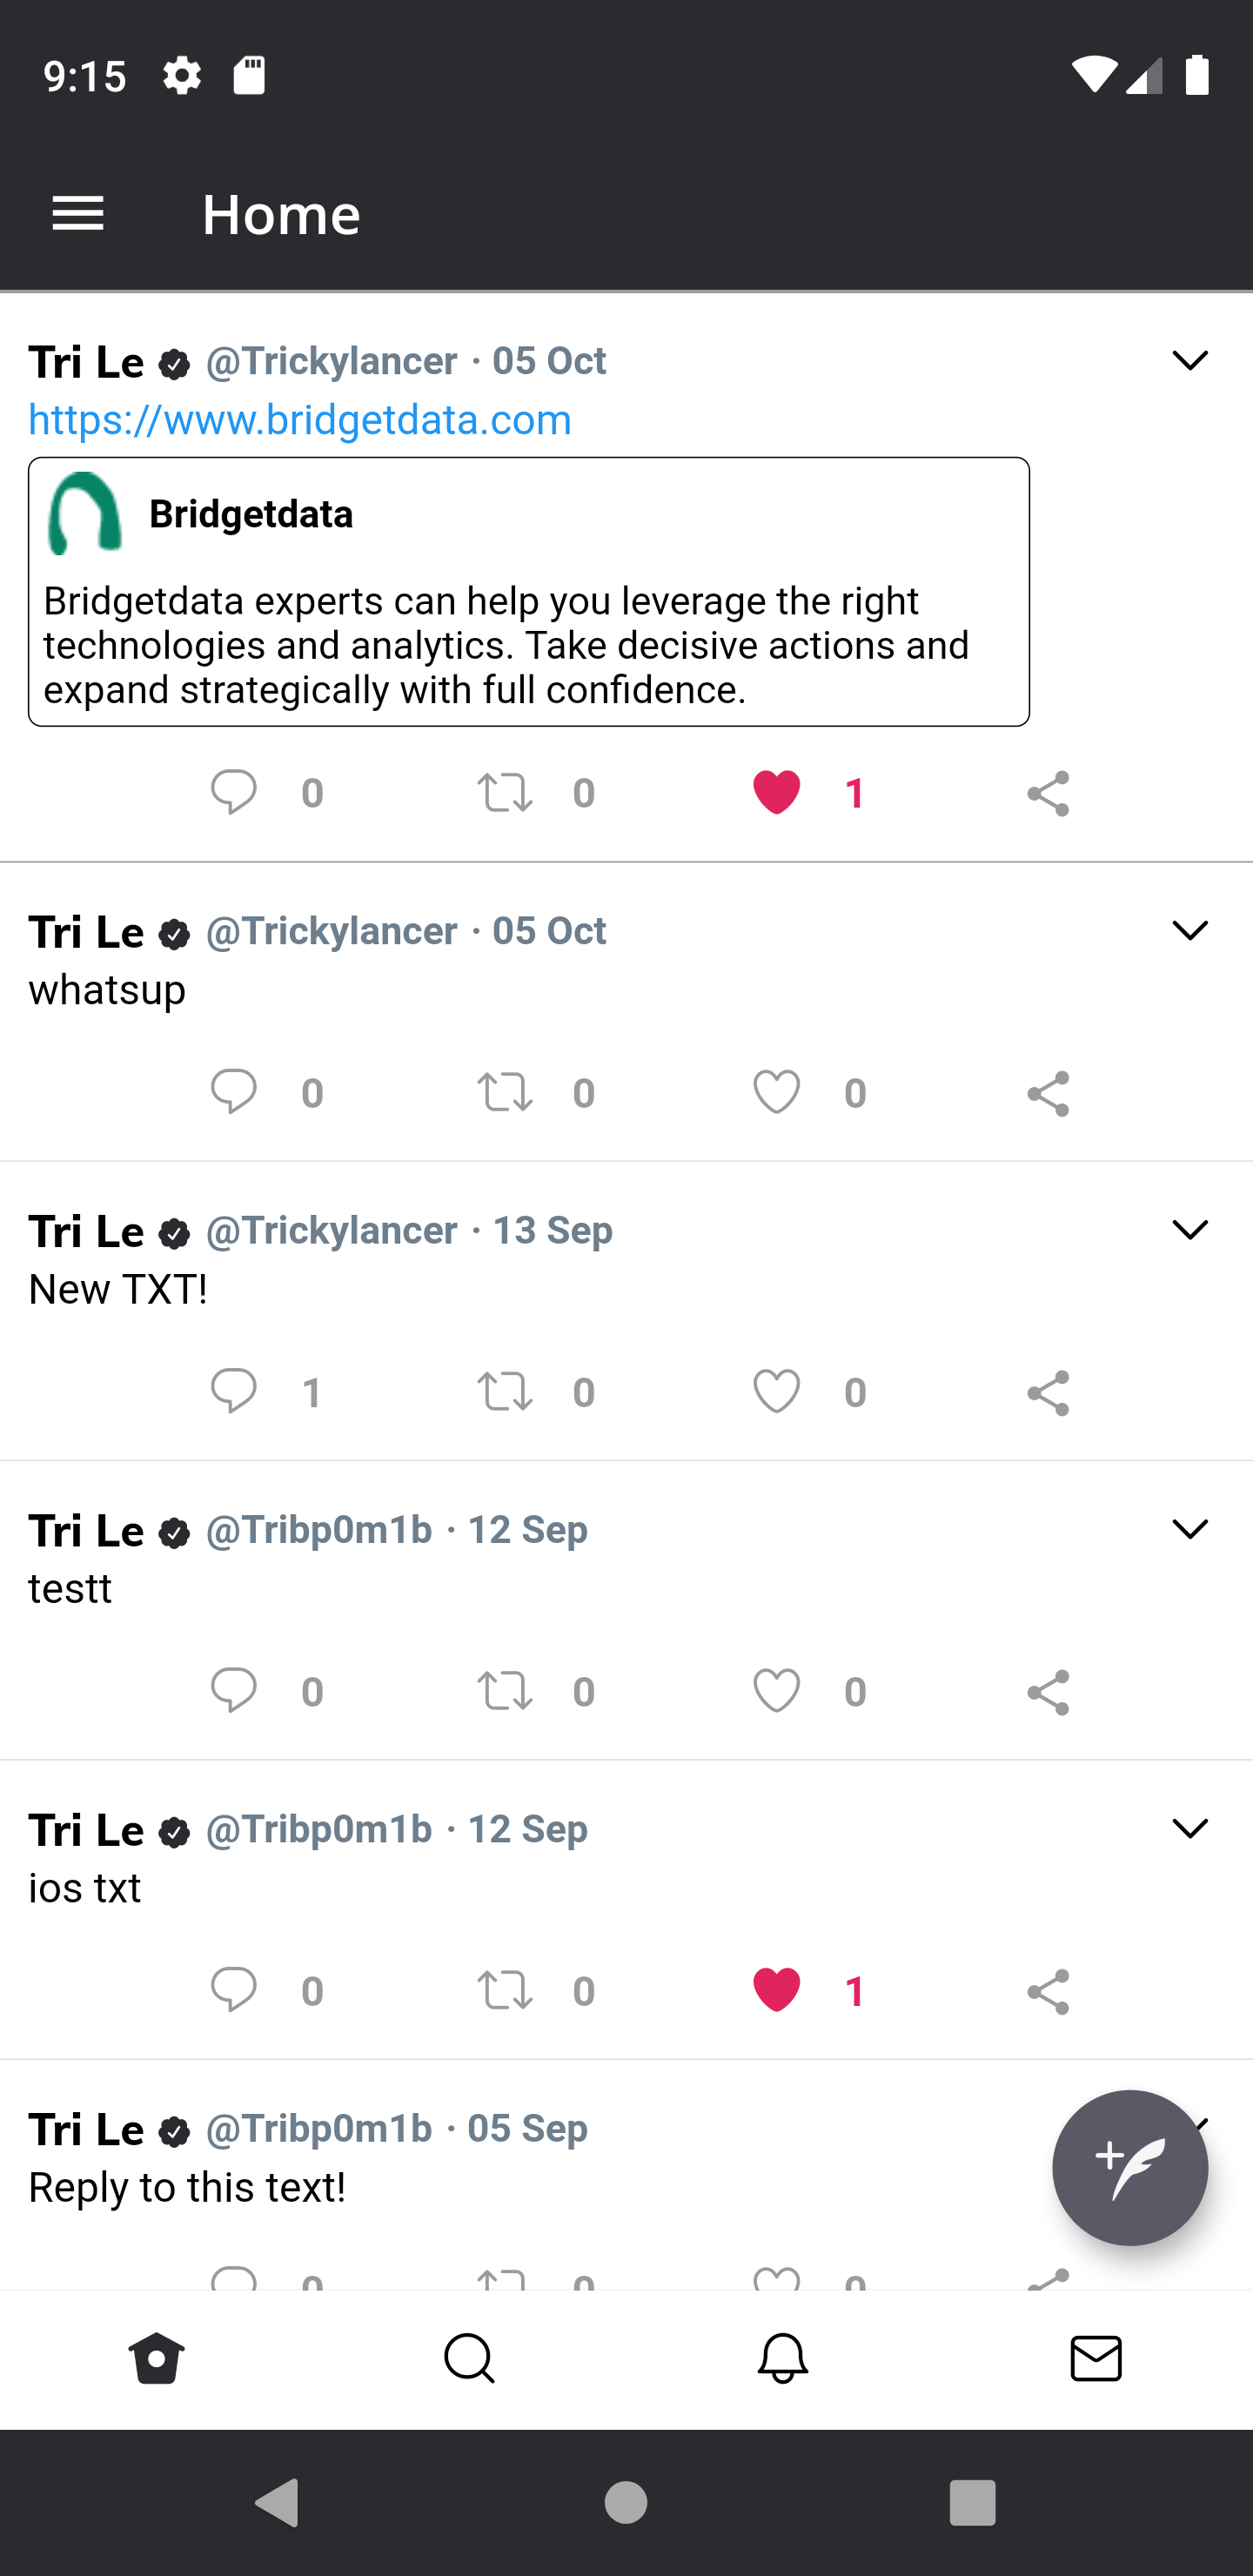 9:15
Home
Tri Le @Trickylancer · 05 Oct
https://www.bridgetdata.com
Bridgetdata
Bridgetdata experts can help you leverage the right
technologies and analytics. Take decisive actions and
expand strategically with full confidence.
0 0 1
Tri Le @Trickylancer · 05 Oct
whatsup
0 0 0
Tri Le @Trickylancer · 13 Sep
New TXT!
1 0 0
Tri Le @Tribp0m1b · 12 Sep
testt
0 0 0
Tri Le @Tribp0m1b · 12 Sep
ios txt
0 0 1
Tri Le @Tribp0m1b · 05 Sep
Reply to this text!
0 0 0